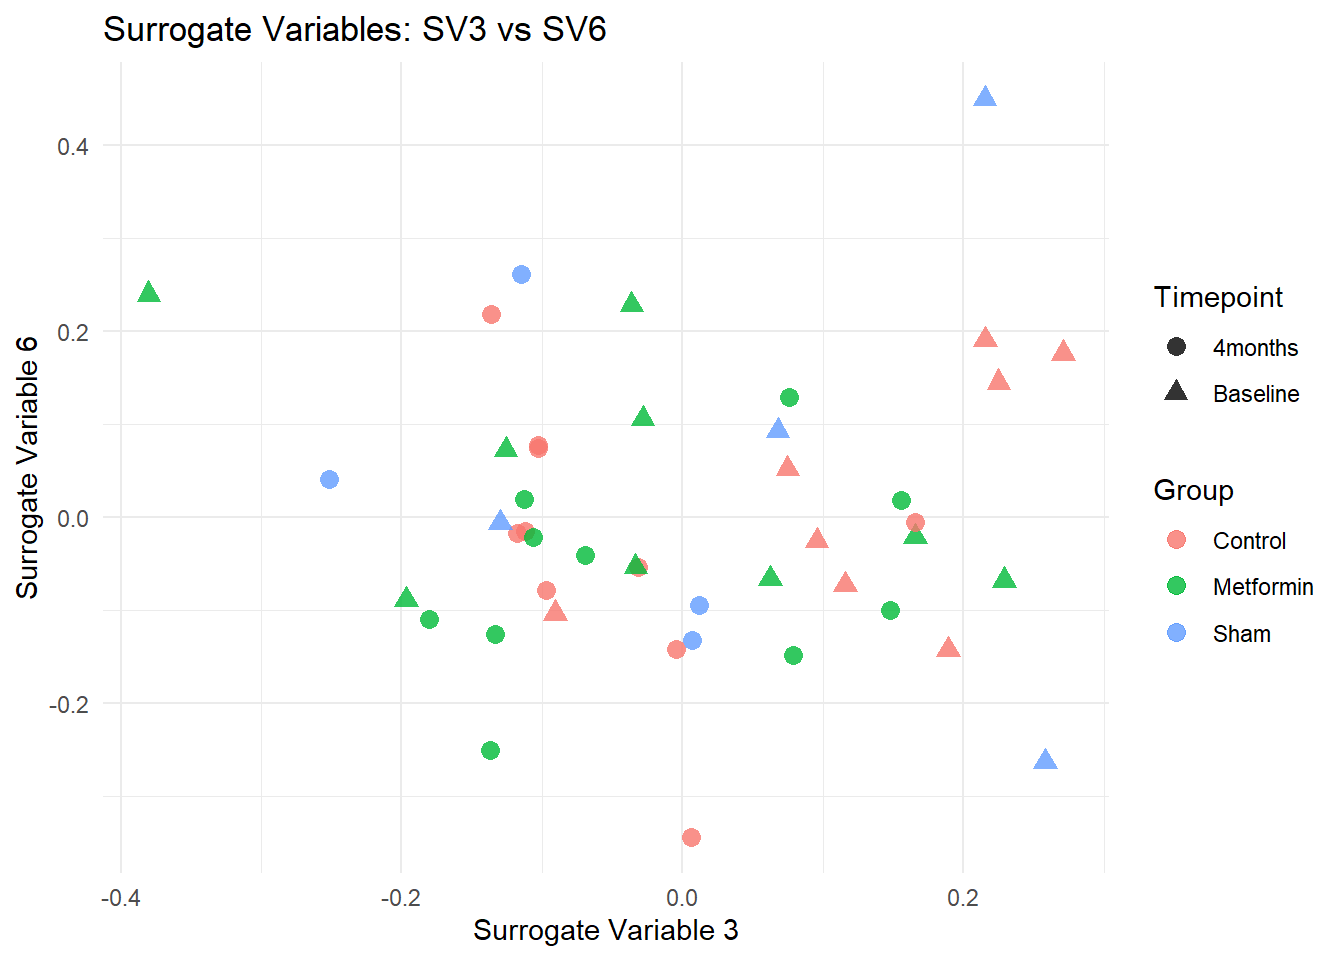 Surrogate Variables: SV3 vs SV6
Surrogate Variable 6
0.4
0.2
0.0
-0.2
-0.4
-0.2
0.0
0.2
Surrogate Variable 3
Timepoint
4months
Baseline
Group
Control
Metformin
Sham